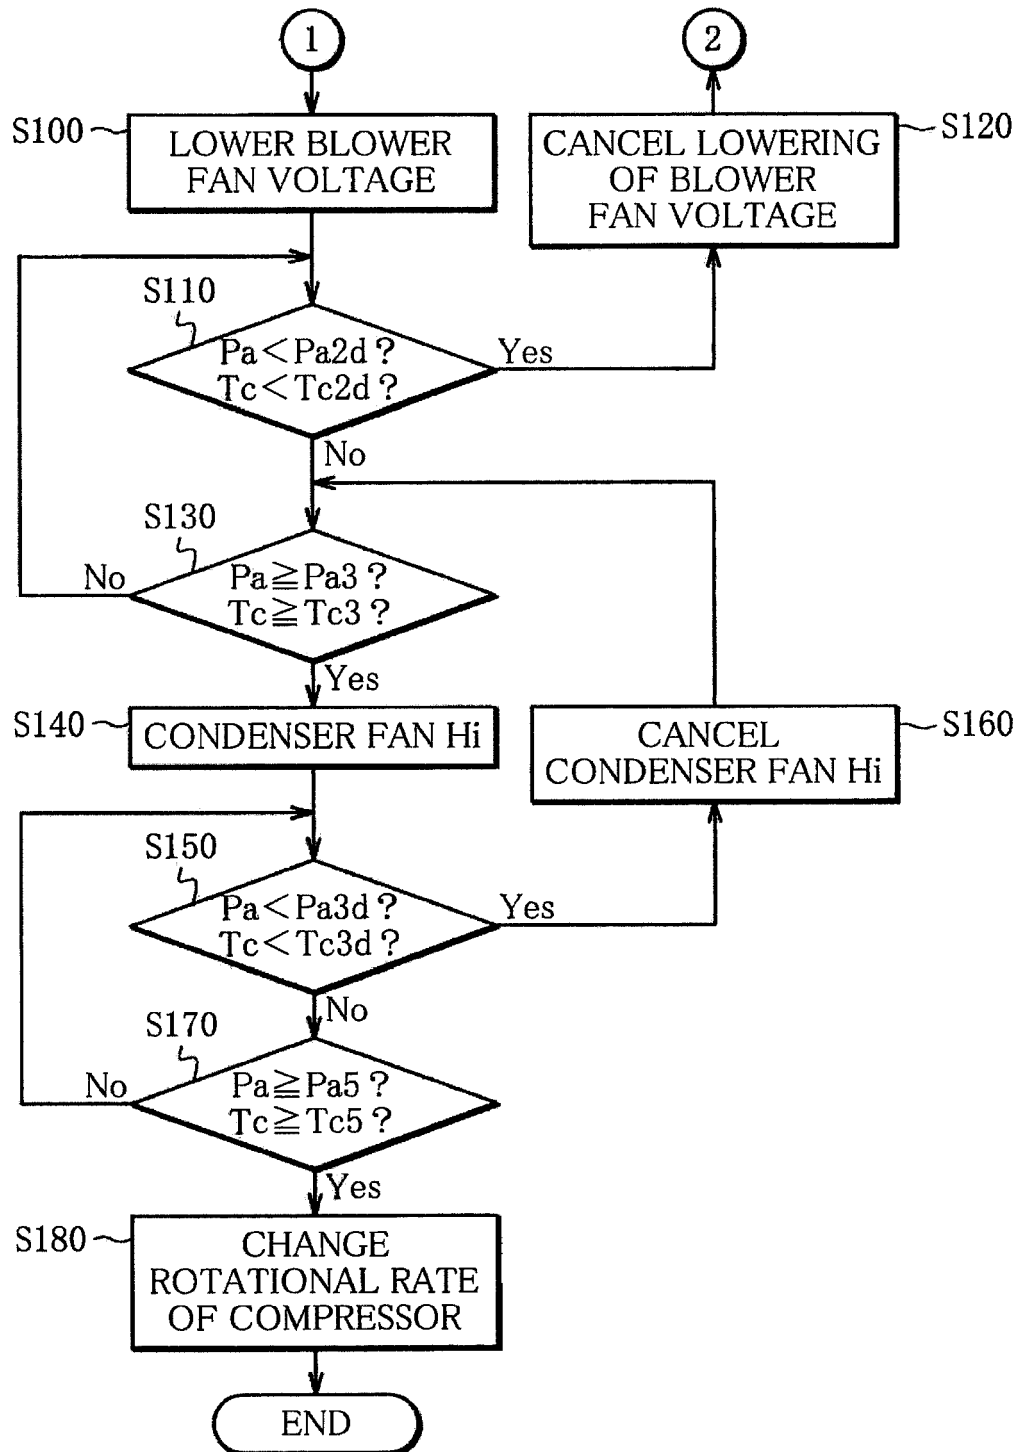 1
2
S100
LOWER BLOWER
FAN VOLTAGE
CANCEL LOWERING
OF BLOWER
FAN VOLTAGE
S120
S110
Pa<Pa2d?
Tc<Tc2d?
Yes
No
S130
Pa≧Pa3?
Tc≧Tc3?
No
Yes
S140
CONDENSER FAN Hi
CANCEL
CONDENSER FAN Hi
S160
S150
Pa<Pa3d?
Tc<Tc3d?
Yes
No
S170
Pa≧Pa5?
Tc≧Tc5?
No
Yes
S180
CHANGE
ROTATIONAL RATE
OF COMPRESSOR
END